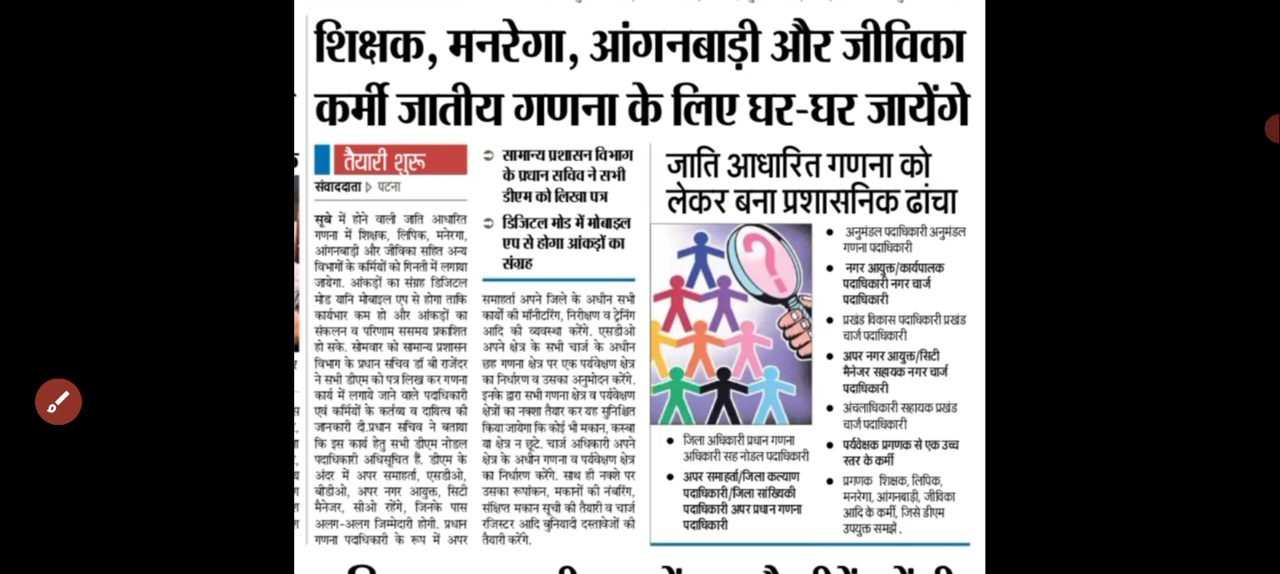 शिक्षक, मनरेगा, आंगनबाड़ी और जीविका
कर्मी जातीय गणना के लिए घर-घर जायेंगे
तैयारी शुरू
संवाददाता ▷ पटना
सूबे में होने वाली जाति आधारित
गणना में शिक्षक, लिपिक, मनरेगा,
आंगनबाड़ी और जीविका सहित अन्य
विभागों के कर्मियों को गिनती में लगाया
जायेगा. आंकड़ों का संग्रह डिजिटल
मोड यानि मोबाइल एप से होगा ताकि
कार्यभार कम हो और आंकड़ों का
संकलन व परिणाम ससमय प्रकाशित
हो सके. सोमवार को सामान्य प्रशासन
विभाग के प्रधान सचिव डॉ बी राजेंदर
ने सभी डीएम को पत्र लिख कर गणना
कार्य में लगाये जाने वाले पदाधिकारी
एवं कर्मियों के कर्तव्य व दायित्व की
जानकारी दी.प्रधान सचिव ने बताया
कि इस कार्य हेतु सभी डीएम नोडल
पदाधिकारी अधिसूचित हैं. डीएम के
अंदर में अपर समाहर्ता, एसडीओ,
बीडीओ, अपर नगर आयुक्त, सिटी
मैनेजर, सीओ रहेंगे, जिनके पास
अलग-अलग जिम्मेदारी होगी. प्रधान
गणना पदाधिकारी के रूप में अपर
सामान्य प्रशासन विभाग
के प्रधान सचिव ने सभी
डीएम को लिखा पत्र
डिजिटल मोड में मोबाइल
एप से होगा आंकड़ों का
संग्रह
समाहर्ता अपने जिले के अधीन सभी
कार्यों की मॉनीटरिंग, निरीक्षण व ट्रेनिंग
आदि की व्यवस्था करेंगे. एसडीओ
अपने क्षेत्र के सभी चार्ज के अधीन
छह गणना क्षेत्र पर एक पर्यवेक्षण क्षेत्र
का निर्धारण व उसका अनुमोदन करेंगे.
इनके द्वारा सभी गणना क्षेत्र व पर्यवेक्षण
क्षेत्रों का नक्शा तैयार कर यह सुनिश्चित
किया जायेगा कि कोई भी मकान, कस्बा
या क्षेत्र न छूटे. चार्ज अधिकारी अपने
क्षेत्र के अधीन गणना व पर्यवेक्षण क्षेत्र
का निर्धारण करेंगे. साथ ही नक्शे पर
उसका रूपांकन, मकानों की नंबरिंग,
संक्षिप्त मकान सूची की तैयारी व चार्ज
रजिस्टर आदि बुनियादी दस्तावेजों की
तैयारी करेंगे.
जाति आधारित गणना को
लेकर बना प्रशासनिक ढांचा
● जिला अधिकारी प्रधान गणना
अधिकारी सह नोडल पदाधिकारी
● अपर समाहर्ता/जिला कल्याण
पदाधिकारी/जिला सांख्यिकी
पदाधिकारी अपर प्रधान गणना
पदाधिकारी
● अनुमंडल पदाधिकारी अनुमंडल
गणना पदाधिकारी
● नगर आयुक्त/कार्यपालक
पदाधिकारी नगर चार्ज
पदाधिकारी
● प्रखंड विकास पदाधिकारी प्रखंड
चार्ज पदाधिकारी
● अपर नगर आयुक्त/सिटी
मैनेजर सहायक नगर चार्ज
पदाधिकारी
● अंचलाधिकारी सहायक प्रखंड
चार्ज पदाधिकारी
● पर्यवेक्षक प्रगणक से एक उच्च
स्तर के कर्मी
● प्रगणक शिक्षक, लिपिक,
मनरेगा, आंगनबाड़ी, जीविका
आदि के कर्मी, जिसे डीएम
उपयुक्त समझें .